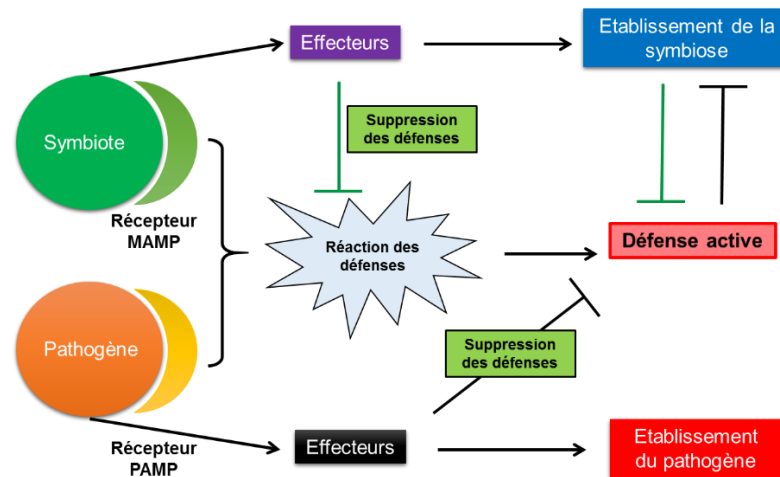 Effecteurs
Etablissement de la
symbiose
Suppression
des défenses
Symbiote
Récepteur
MAMP
Réaction des
défenses
Défense active
Pathogène
Suppression
des défenses
Récepteur
PAMP
Effecteurs
Etablissement
du pathogène